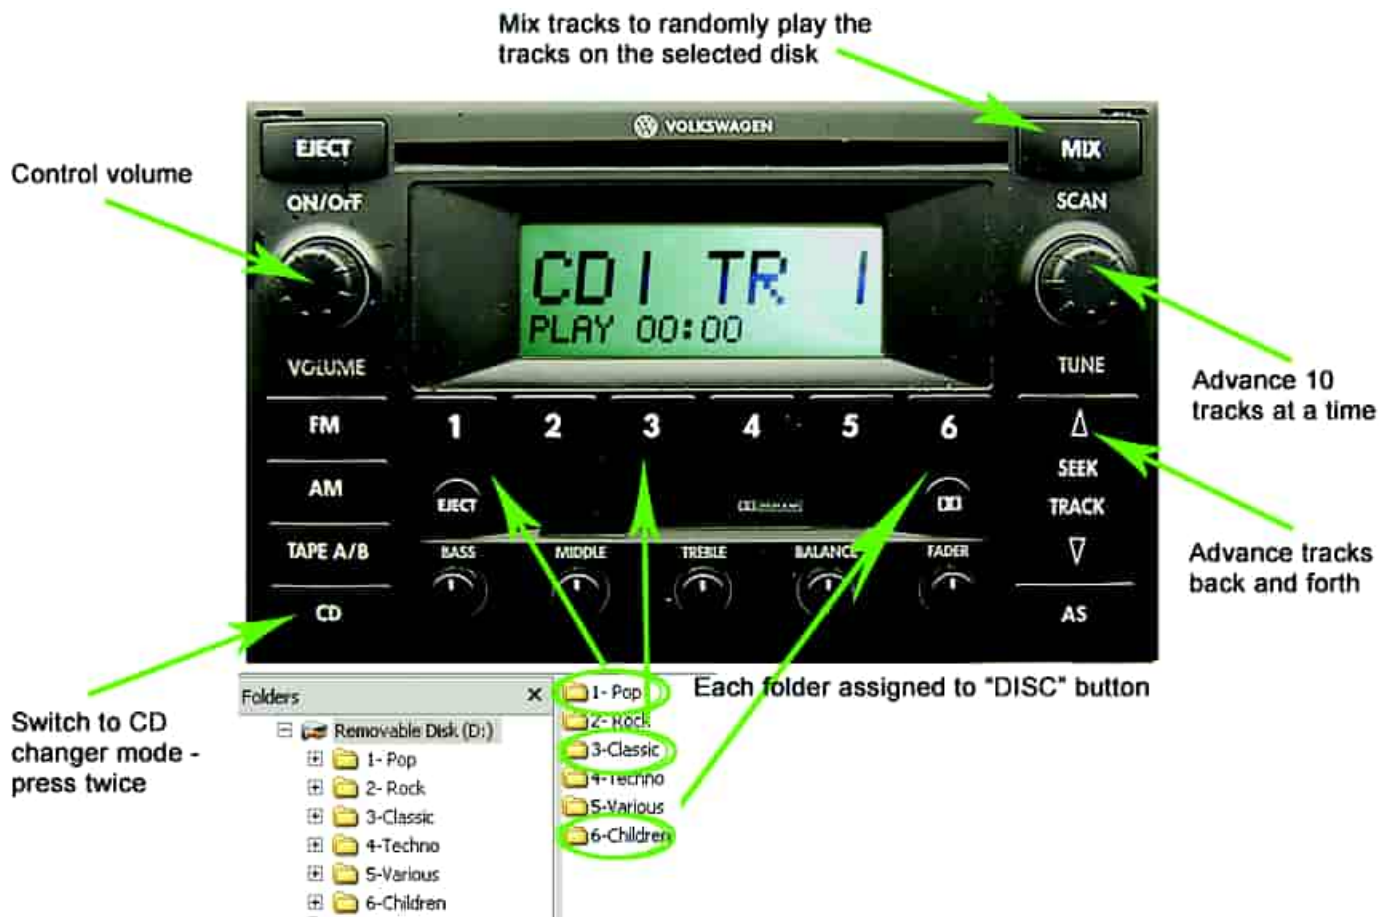 Mix tracks to randomly play the
tracks on the selected disk
VOLKSWAGEN
EJECT
MIX
Control volume
ON/OFF
SCAN
CD1 TR 1
PLAY 00:00
VOLUME
TUNE
Advance 10
tracks at a time
FM
1 2 3 4 5 6
SEEK
AM
EJECT
TRACK
TAPE A/B
BASS MIDDLE TREBLE BALANCE FADER
Advance tracks
back and forth
CD
AS
Each folder assigned to "DISC" button
Switch to CD
changer mode -
press twice
Folders x
Removable Disk (D:)
1- Pop
2- Rock
3-Classic
4-Techno
5-Various
6-Children
1- Pop
2- Rock
3-Classic
4-Techno
5-Various
6-Children